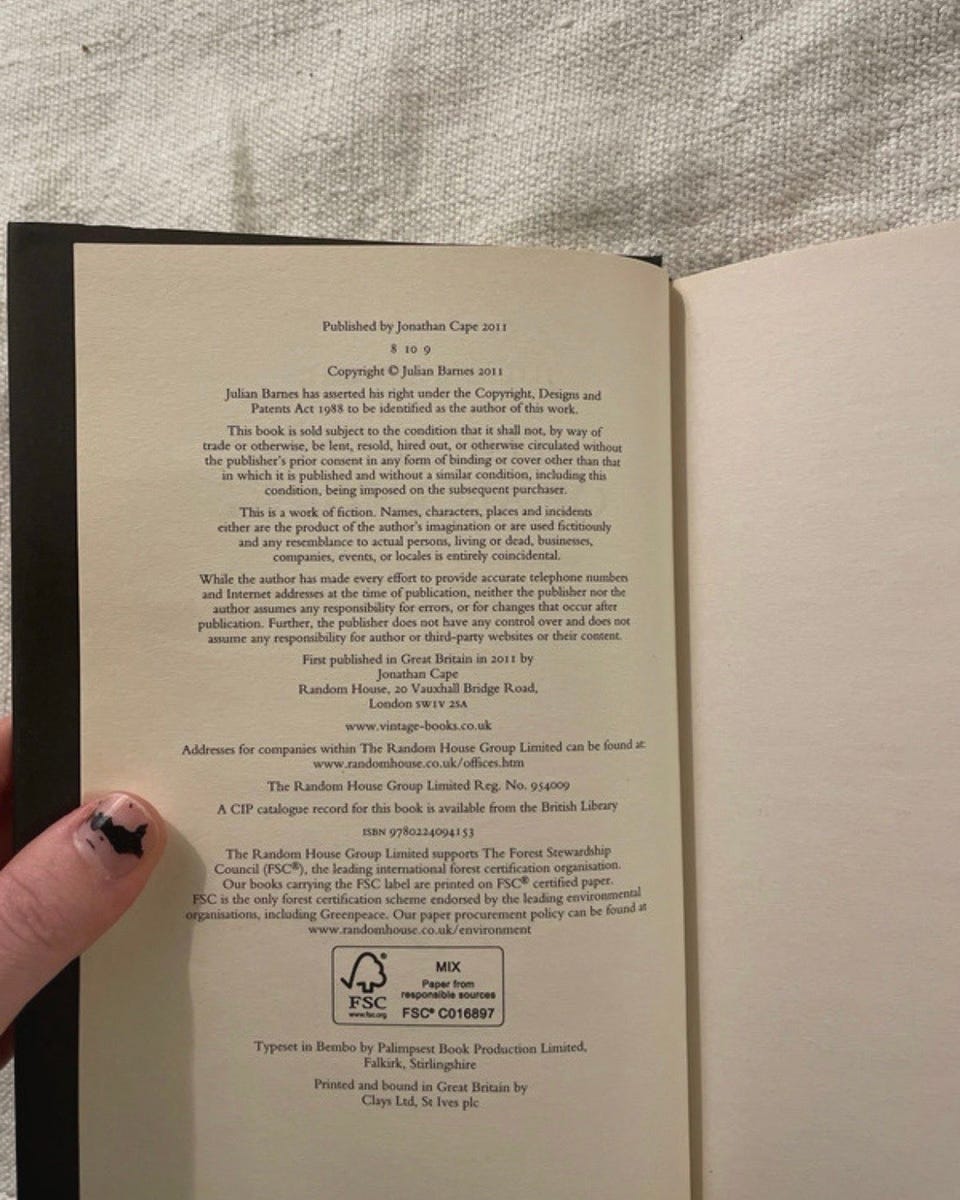 Published by Jonathan Cape 2011
8 10 9
Copyright © Julian Barnes 2011
Julian Barnes has asserted his right under the Copyright, Designs and
Patents Act 1988 to be identified as the author of this work.
This book is sold subject to the condition that it shall not, by way of
trade or otherwise, be lent, resold, hired out, or otherwise circulated without
the publisher's prior consent in any form of binding or cover other than that
in which it is published and without a similar condition, including this
condition, being imposed on the subsequent purchaser.
This is a work of fiction. Names, characters, places and incidents
either are the product of the author's imagination or are used fictitiously
and any resemblance to actual persons, living or dead, businesses,
companies, events, or locales is entirely coincidental.
While the author has made every effort to provide accurate telephone numbers
and Internet addresses at the time of publication, neither the publisher nor the
author assumes any responsibility for errors, or for changes that occur after
publication. Further, the publisher does not have any control over and does not
assume any responsibility for author or third-party websites or their content.
First published in Great Britain in 2011 by
Jonathan Cape
Random House, 20 Vauxhall Bridge Road,
London SW1V 2SA
www.vintage-books.co.uk
Addresses for companies within The Random House Group Limited can be found at:
www.randomhouse.co.uk/offices.htm
The Random House Group Limited Reg. No. 954009
A CIP catalogue record for this book is available from the British Library
ISBN 9780224094153
The Random House Group Limited supports The Forest Stewardship
Council (FSC®), the leading international forest certification organisation.
Our books carrying the FSC label are printed on FSC® certified paper.
FSC is the only forest certification scheme endorsed by the leading environmental
organisations, including Greenpeace. Our paper procurement policy can be found at
www.randomhouse.co.uk/environment
FSC
www.fsc.org
MIX
Paper from
responsible sources
FSC® C016897
Typeset in Bembo by Palimpsest Book Production Limited,
Falkirk, Stirlingshire
Printed and bound in Great Britain by
Clays Ltd, St Ives plc